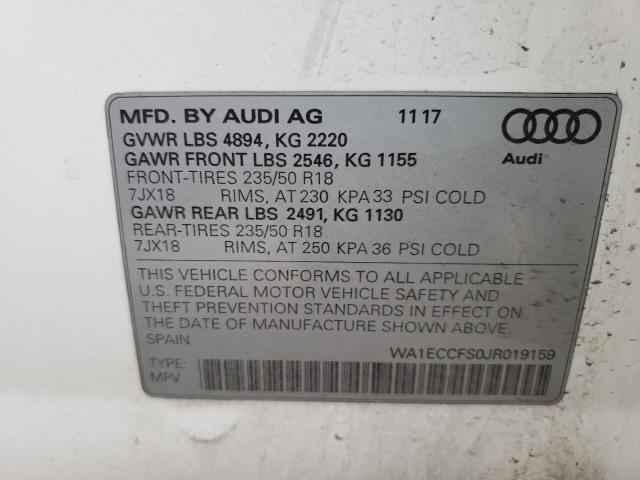 MFD. BY AUDI AG 11 17
GVWR LBS 4894, KG 2220
GAWR FRONT LBS 2546, KG 1155
Audi
FRONT-TIRES 235/50 R18
7JX18 RIMS, AT 230 KPA 33 PSI COLD
GAWR REAR LBS 2491, KG 1130
REAR-TIRES 235/50 R18
7JX18 RIMS, AT 250 KPA 36 PSI COLD
THIS VEHICLE CONFORMS TO ALL APPLICABLE
U.S. FEDERAL MOTOR VEHICLE SAFETY AND
THEFT PREVENTION STANDARDS IN EFFECT ON
THE DATE OF MANUFACTURE SHOWN ABOVE.
SPAIN
WA1ECCFS0JR019159
TYPE:
MPV